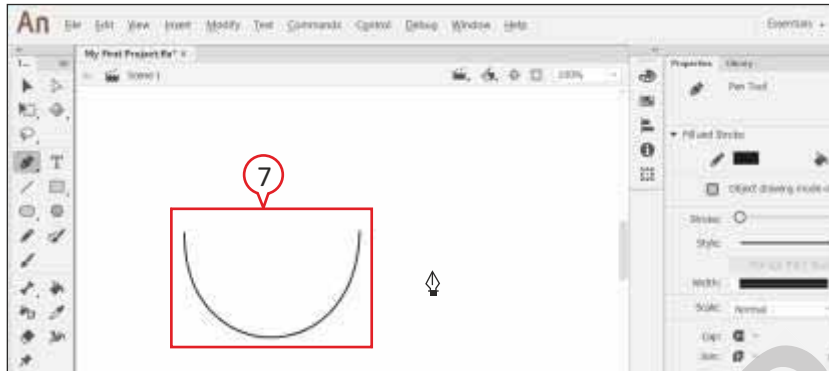 An File Edit View Insert Modify Text Commands Control Debug Window Help Essentials
My First Project.fla* x
Properties Library
Scene 1 100%
Pen Tool
Fill and Stroke
T
7
Object drawing mode
Stroke:
Style:
Width:
Scale: Normal
Cap:
Join: